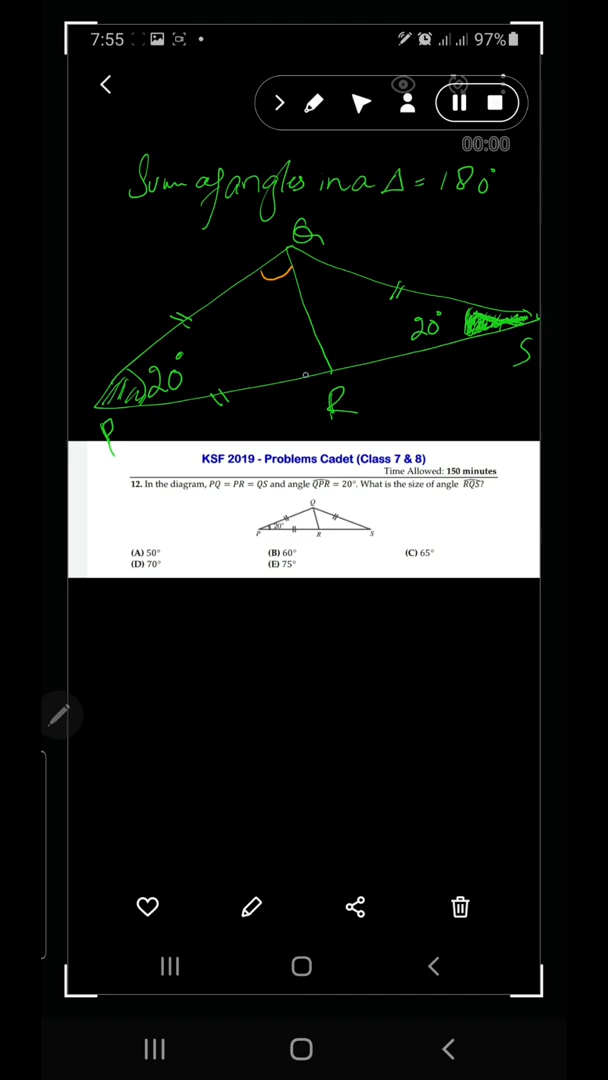 7:55
97%
00:00
Sum of angles in a Δ = 180°
Q
20°
20°
S
R
P
KSF 2019 - Problems Cadet (Class 7 & 8)
Time Allowed: 150 minutes
12. In the diagram, PQ = PR = QS and angle Q̂PR = 20°. What is the size of angle R̂QS?
Q
20°
P R S
(A) 50° (B) 60° (C) 65°
(D) 70° (E) 75°